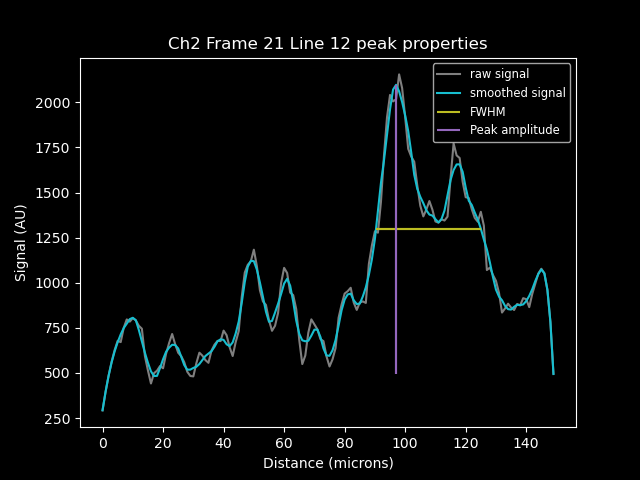 Ch2 Frame 21 Line 12 peak properties
raw signal
smoothed signal
FWHM
Peak amplitude
Signal (AU)
2000
1750
1500
1250
1000
750
500
250
0 20 40 60 80 100 120 140
Distance (microns)